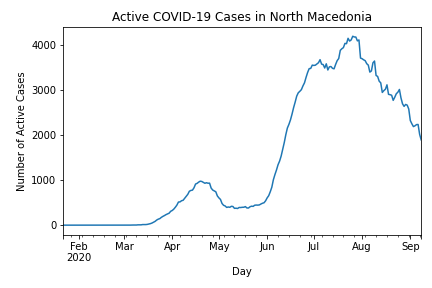 Active COVID-19 Cases in North Macedonia
Number of Active Cases
4000
3000
2000
1000
0
Feb Mar Apr May Jun Jul Aug Sep
2020
Day